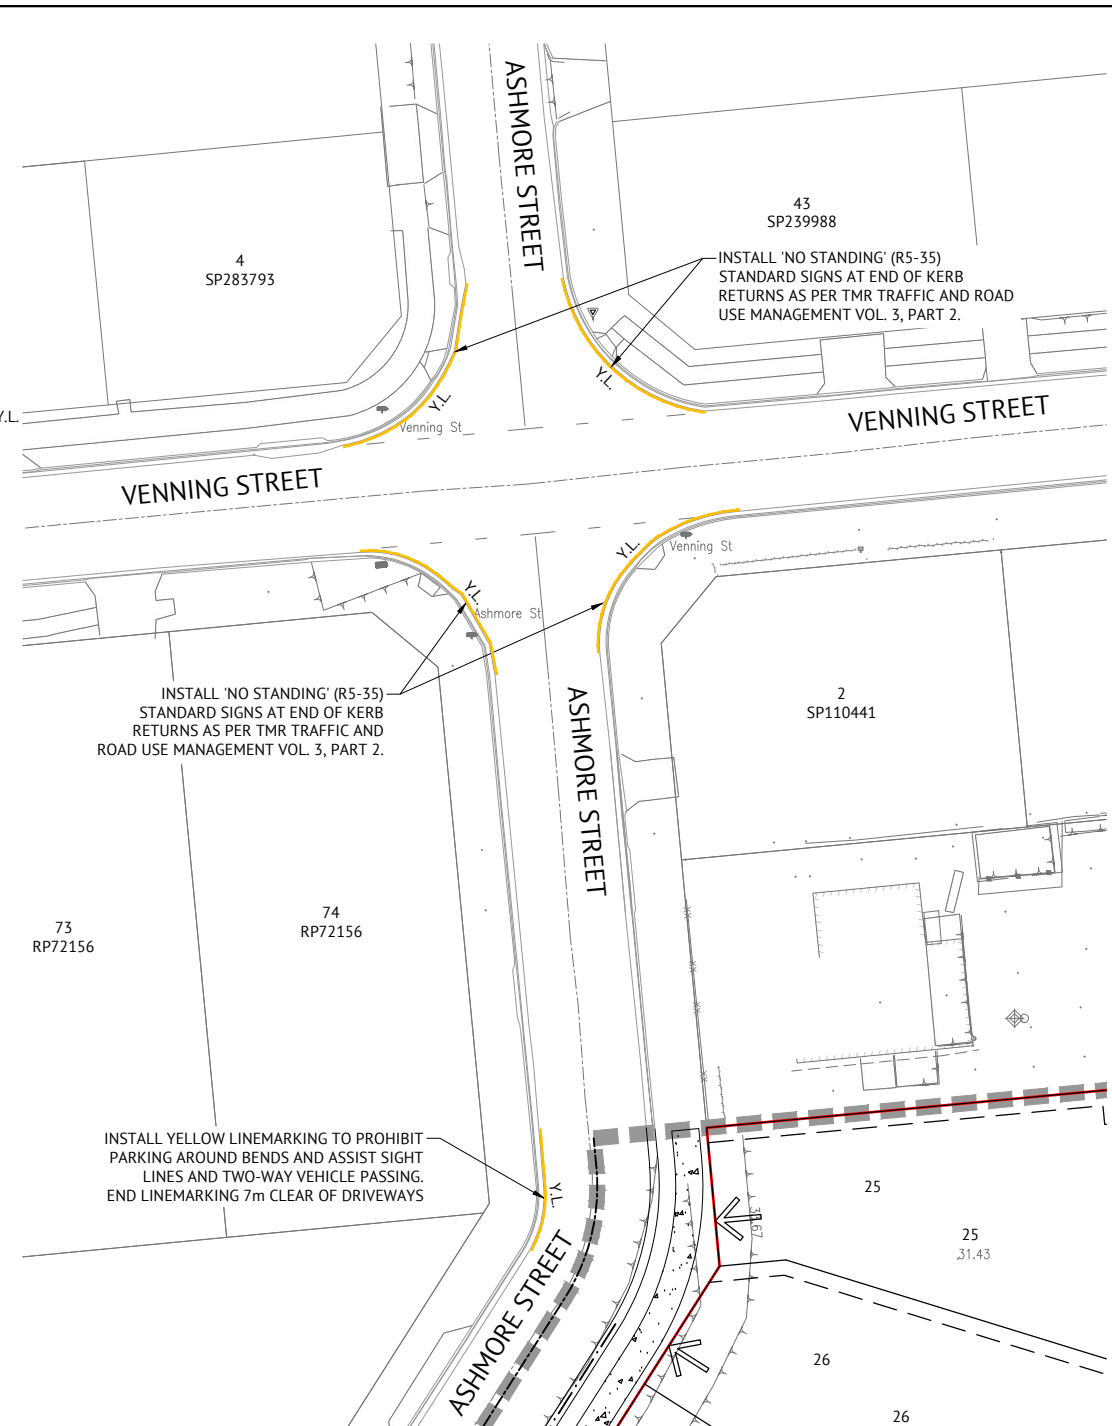 ASHMORE STREET
43
SP239988
4
SP283793
INSTALL 'NO STANDING' (R5-35)
STANDARD SIGNS AT END OF KERB
RETURNS AS PER TMR TRAFFIC AND ROAD
USE MANAGEMENT VOL. 3, PART 2.
Y.L.
Y.L.
Y.L.
Venning St
VENNING STREET
VENNING STREET
Y.L.
Venning St
Y.L.
Ashmore St
INSTALL 'NO STANDING' (R5-35)
STANDARD SIGNS AT END OF KERB
RETURNS AS PER TMR TRAFFIC AND
ROAD USE MANAGEMENT VOL. 3, PART 2.
ASHMORE STREET
2
SP110441
73
RP72156
74
RP72156
INSTALL YELLOW LINEMARKING TO PROHIBIT
PARKING AROUND BENDS AND ASSIST SIGHT
LINES AND TWO-WAY VEHICLE PASSING.
END LINEMARKING 7m CLEAR OF DRIVEWAYS
Y.L.
25
25
31.43
ASHMORE STREET
26
26